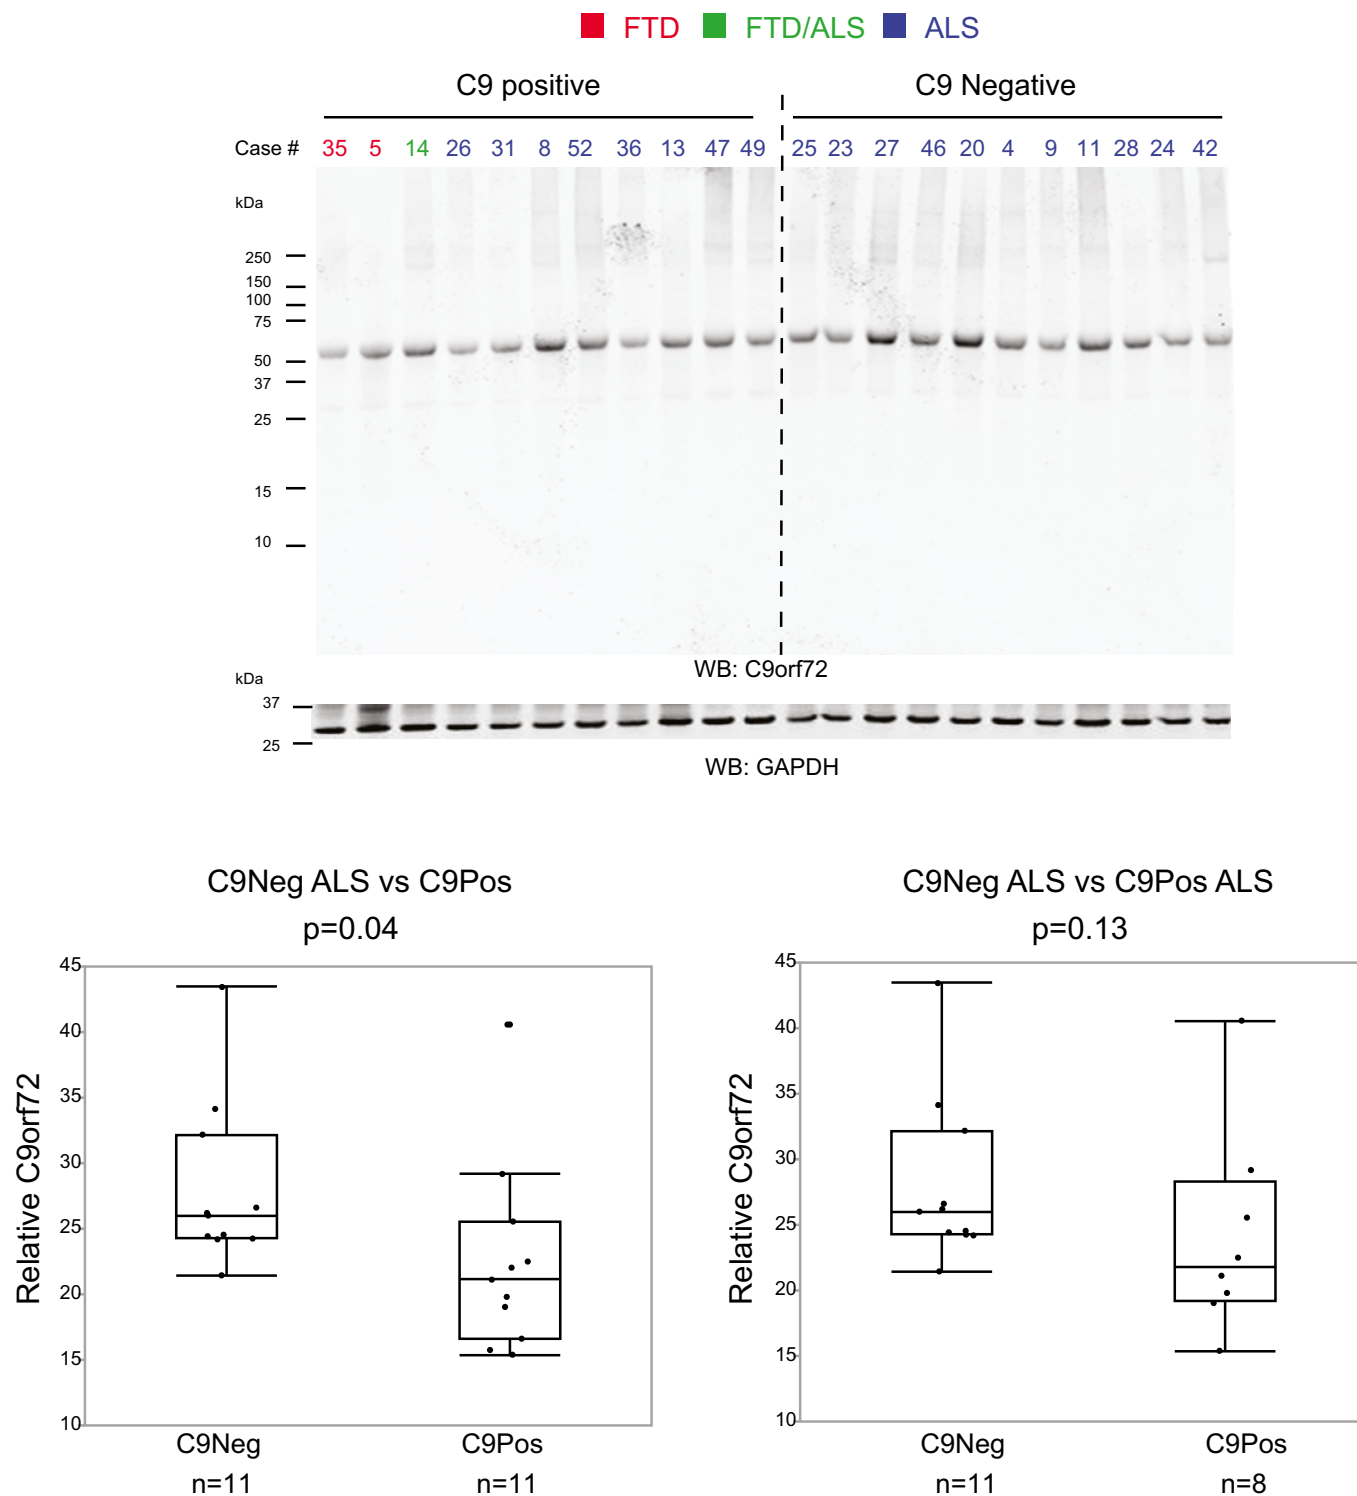 FTD FTD/ALS ALS
C9 positive C9 Negative
Case # 35 5 14 26 31 8 52 36 13 47 49 25 23 27 46 20 4 9 11 28 24 42
kDa
250
150
100
75
50
37
25
15
10
WB: C9orf72
kDa
37
25
WB: GAPDH
C9Neg ALS vs C9Pos
p=0.04
45
40
35
30
25
20
15
10
Relative C9orf72
C9Neg C9Pos
n=11 n=11
C9Neg ALS vs C9Pos ALS
p=0.13
45
40
35
30
25
20
15
10
Relative C9orf72
C9Neg C9Pos
n=11 n=8